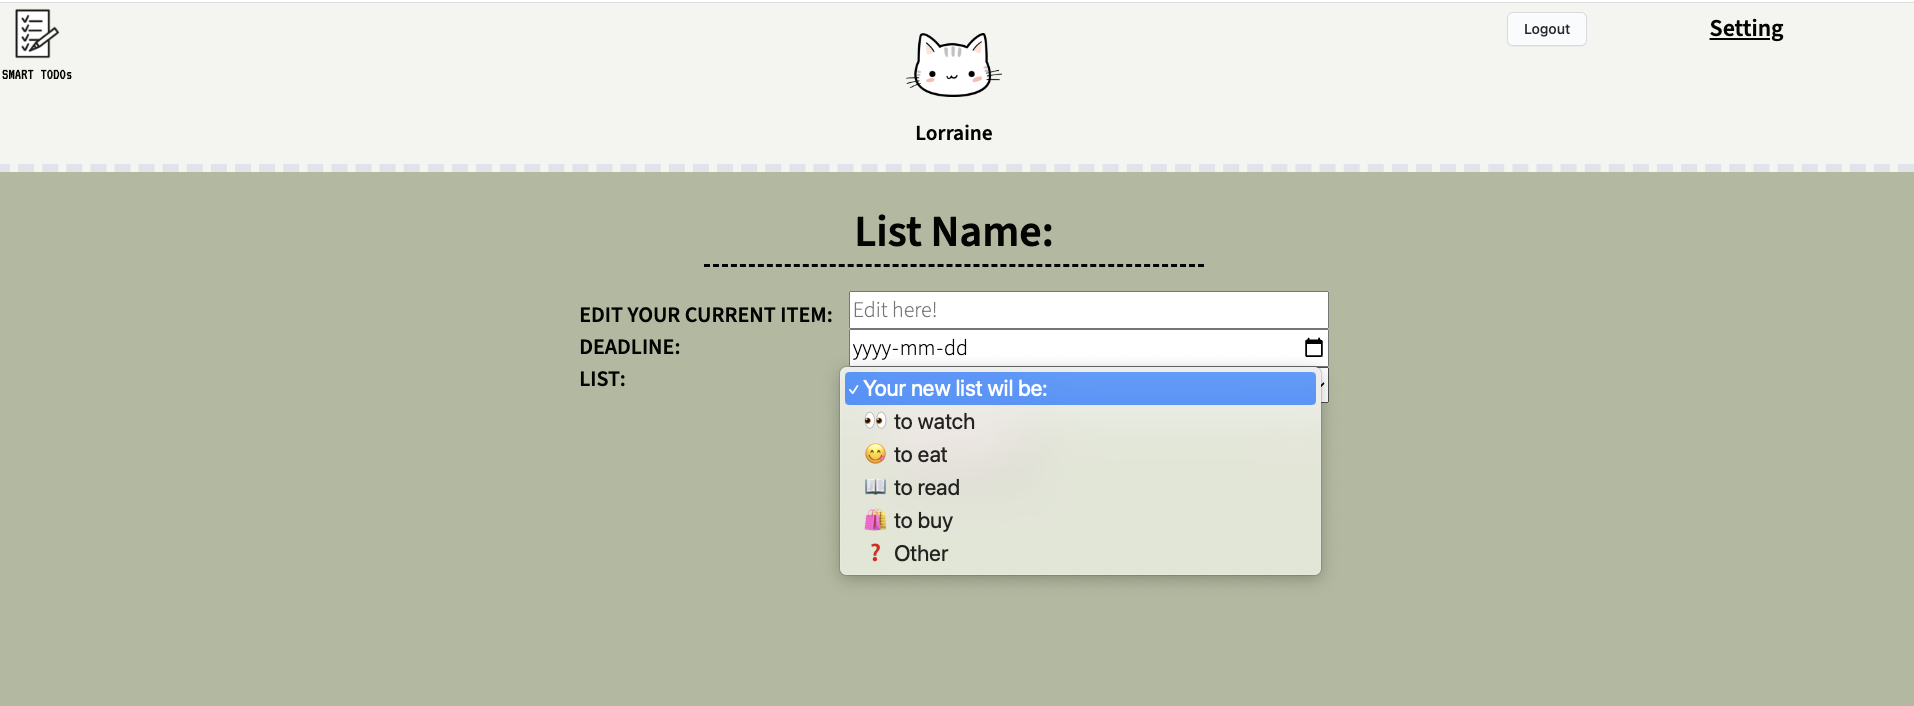 SMART TODOs
Logout
Setting
Lorraine
List Name:
EDIT YOUR CURRENT ITEM:
Edit here!
DEADLINE:
yyyy-mm-dd
LIST:
✓ Your new list wil be:
👀 to watch
😋 to eat
📖 to read
🛍️ to buy
❓ Other